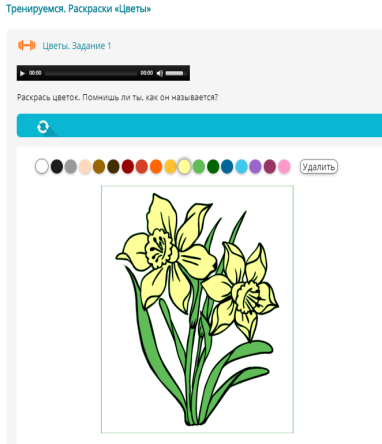 Тренируемся. Раскраски «Цветы»
Цветы. Задание 1
00:00 00:00
Раскрась цветок. Помнишь ли ты, как он называется?
Удалить